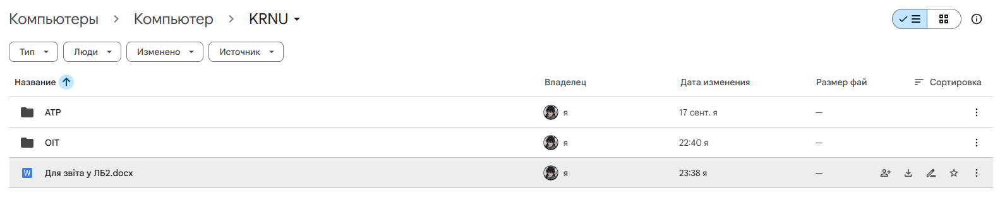 Компьютеры > Компьютер > KRNU
Тип Люди Изменено Источник
Название Владелец Дата изменения Размер фай Сортировка
ATP я 17 сент. я —
OIT я 22:40 я —
W Для звіта у ЛБ2.docx я 23:38 я —